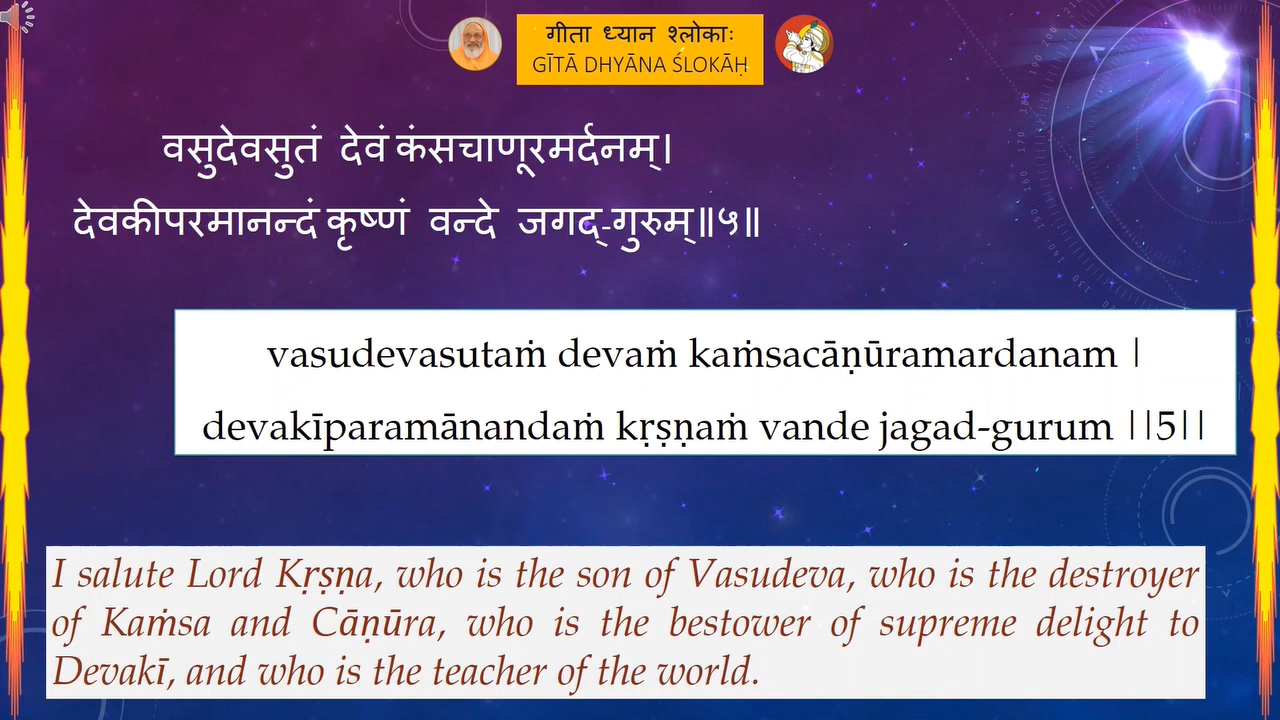 गीता ध्यान श्लोकाः
GĪTĀ DHYĀNA ŚLOKĀḤ
वसुदेवसुतं देवं कंसचाणूरमर्दनम्।
देवकीपरमानन्दं कृष्णं वन्दे जगद्-गुरुम्॥५॥
vasudevasutaṁ devaṁ kaṁsacāṇūramardanam |
devakīparamānandaṁ kṛṣṇaṁ vande jagad-gurum ||5||
I salute Lord Kṛṣṇa, who is the son of Vasudeva, who is the destroyer
of Kaṁsa and Cāṇūra, who is the bestower of supreme delight to
Devakī, and who is the teacher of the world.